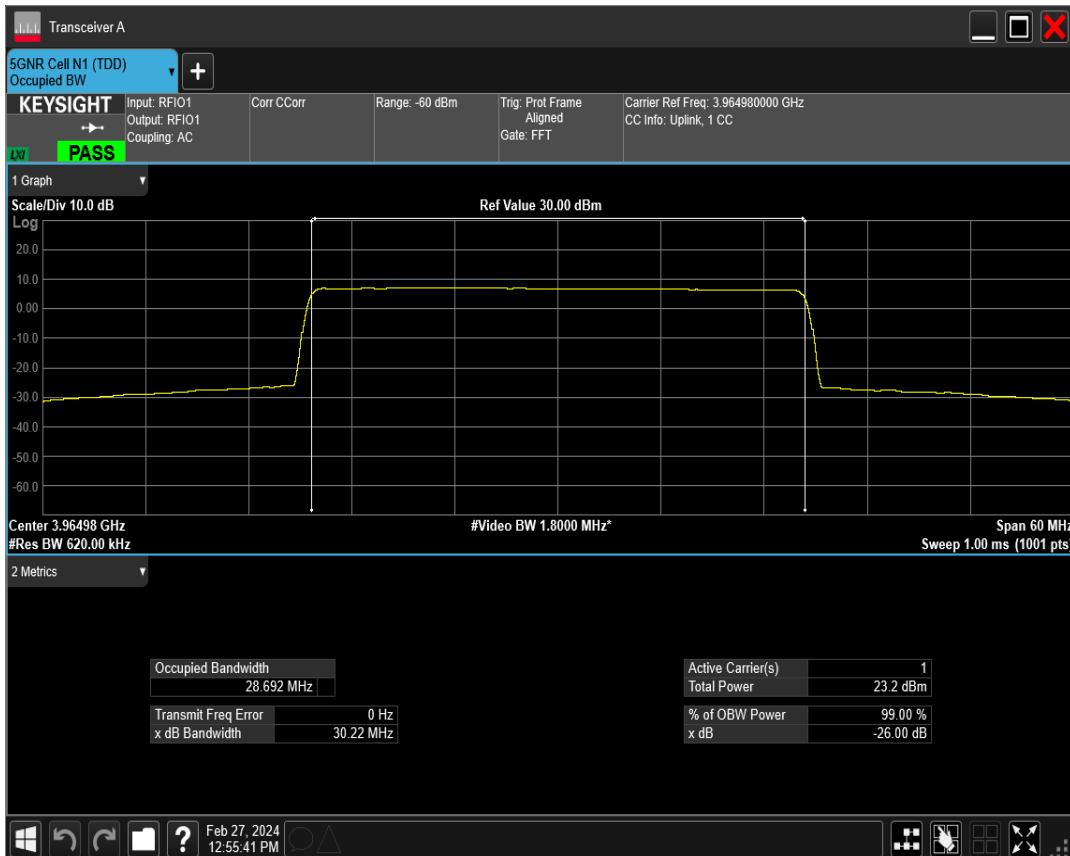 Transceiver A
5GNR Cell N1 (TDD)
Occupied BW
+
KEYSIGHT
LXI
PASS
Input: RFIO1
Output: RFIO1
Coupling: AC
Corr CCorr
Range: -60 dBm
Trig: Prot Frame
Aligned
Gate: FFT
Carrier Ref Freq: 3.964980000 GHz
CC Info: Uplink, 1 CC
1 Graph
Scale/Div 10.0 dB
Ref Value 30.00 dBm
Log
20.0
10.0
0.00
-10.0
-20.0
-30.0
-40.0
-50.0
-60.0
Center 3.96498 GHz
#Video BW 1.8000 MHz*
Span 60 MHz
#Res BW 620.00 kHz
Sweep 1.00 ms (1001 pts)
2 Metrics
Occupied Bandwidth
28.692 MHz
Transmit Freq Error 0 Hz
x dB Bandwidth 30.22 MHz
Active Carrier(s) 1
Total Power 23.2 dBm
% of OBW Power 99.00 %
x dB -26.00 dB
?
Feb 27, 2024
12:55:41 PM